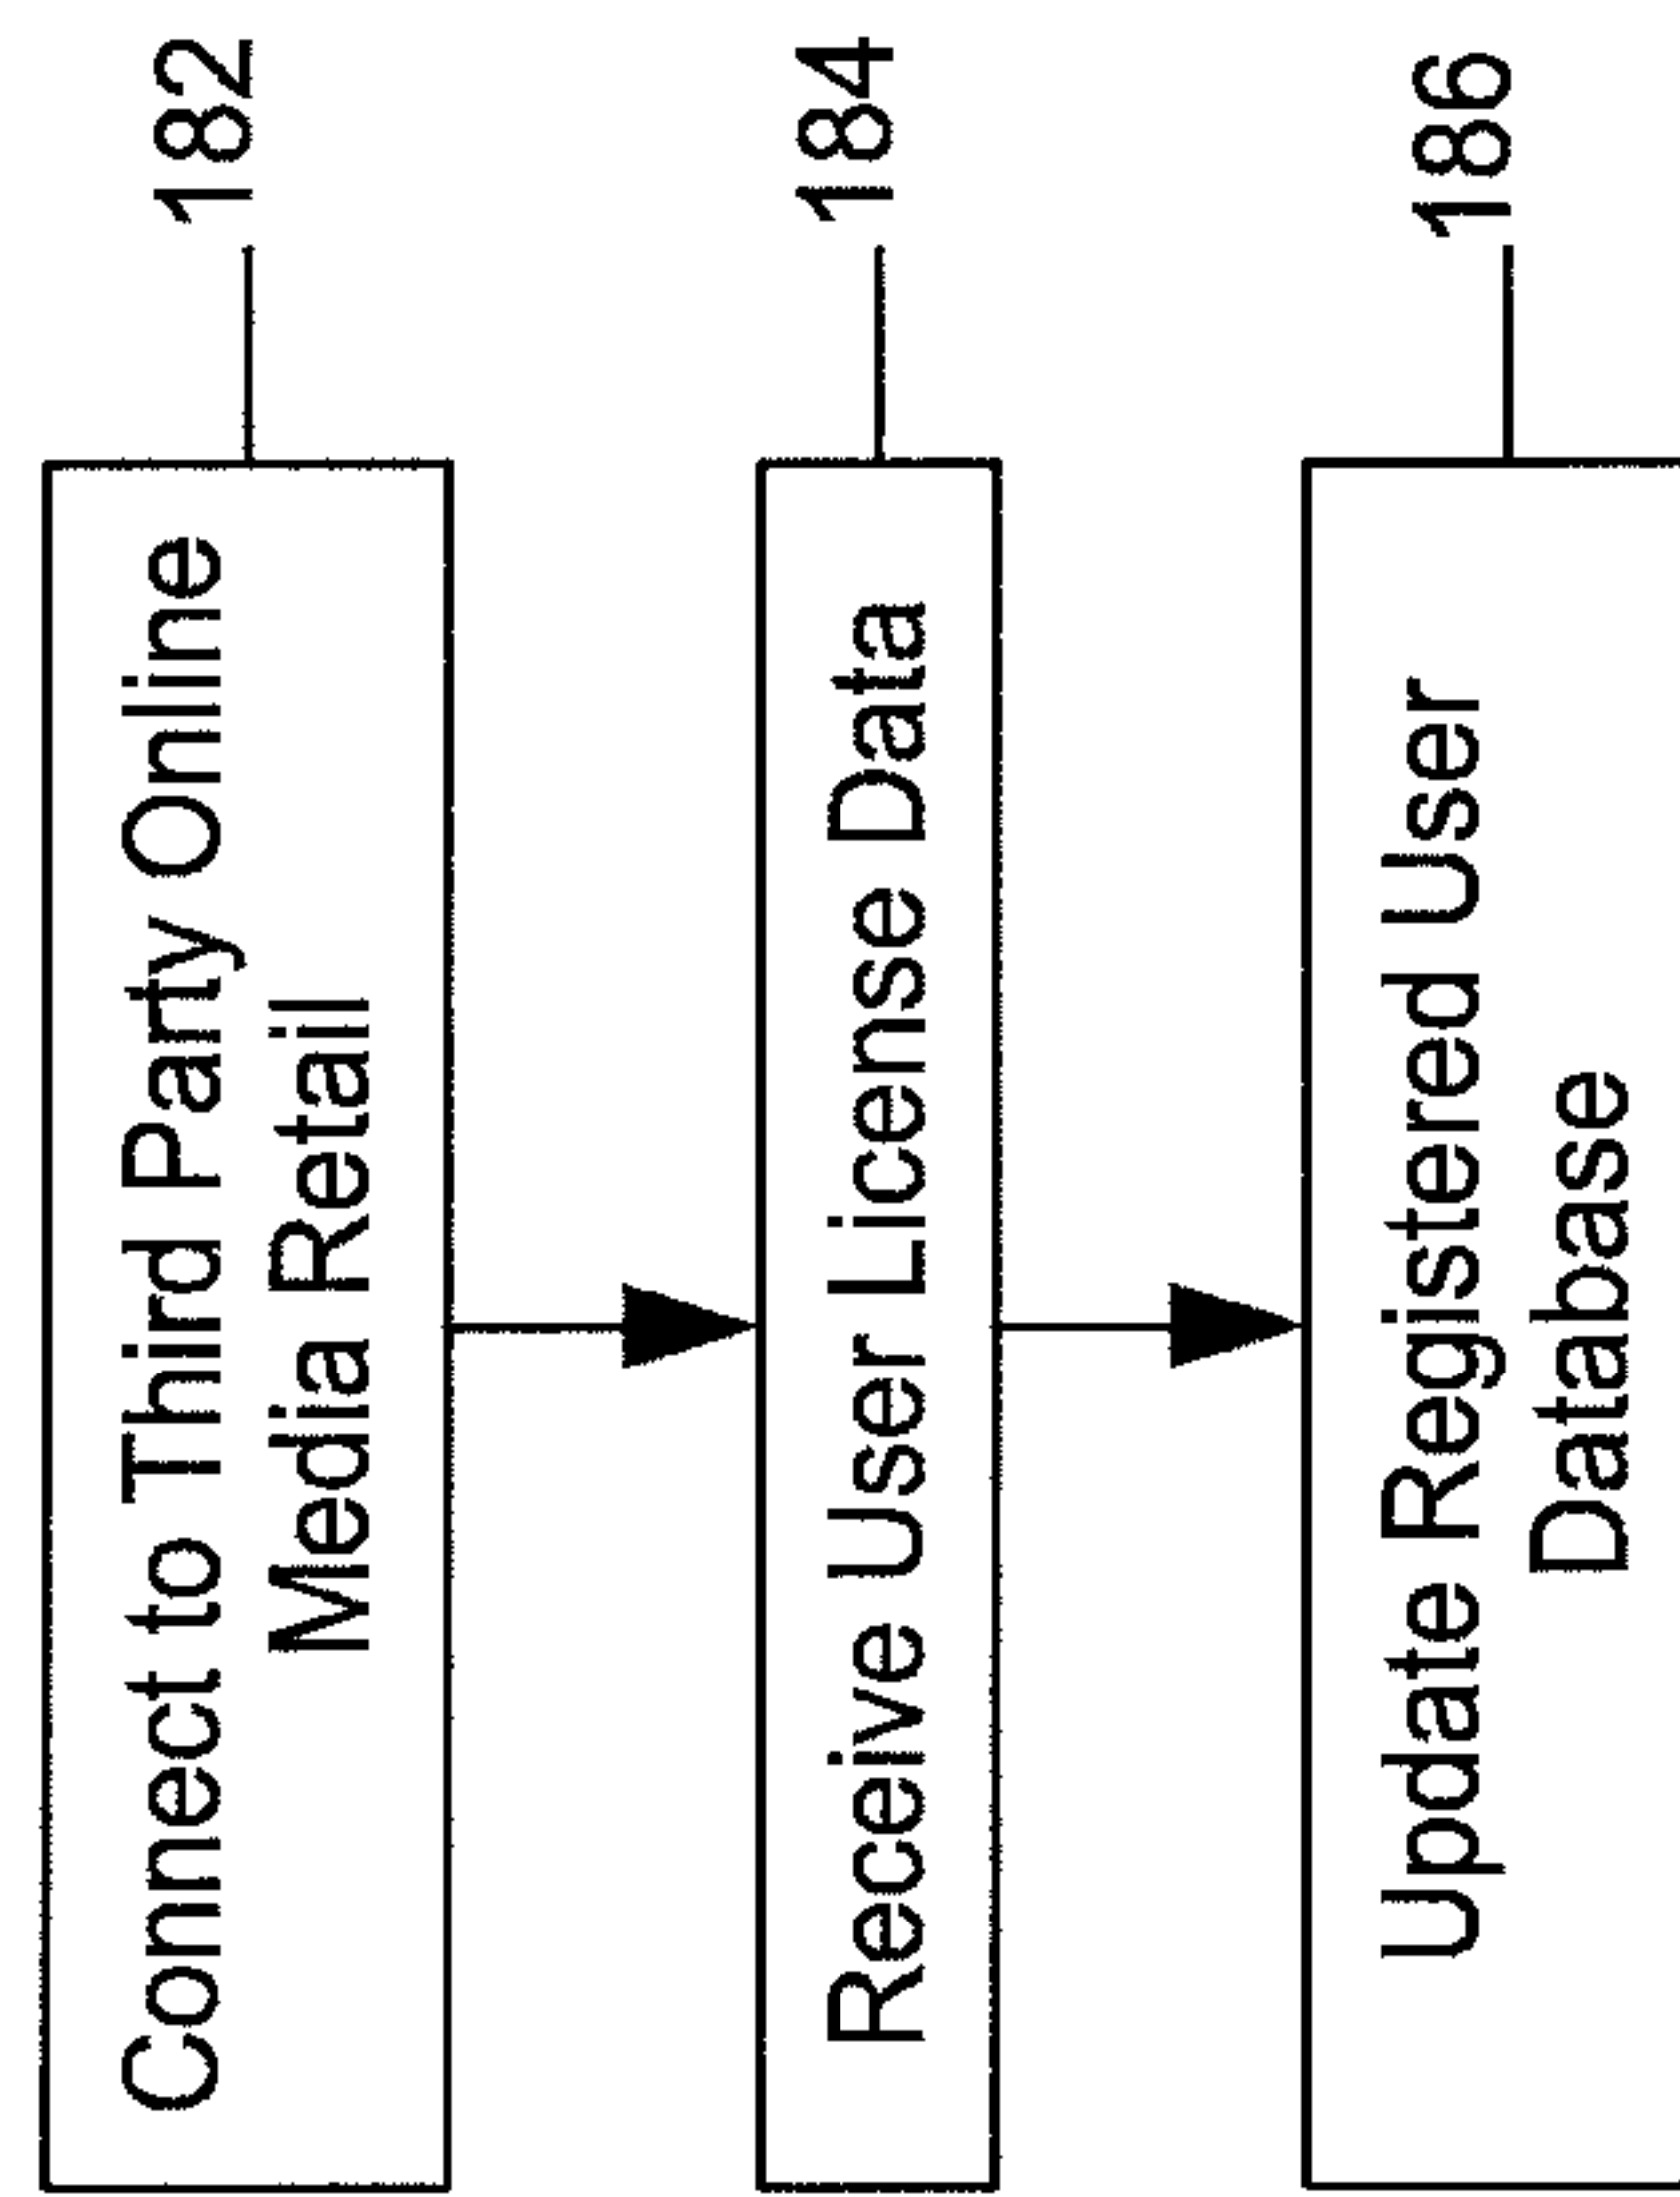 Connect to Third Party Online
Media Retail
182
Receive User License Data
184
Update Registered User
Database
186